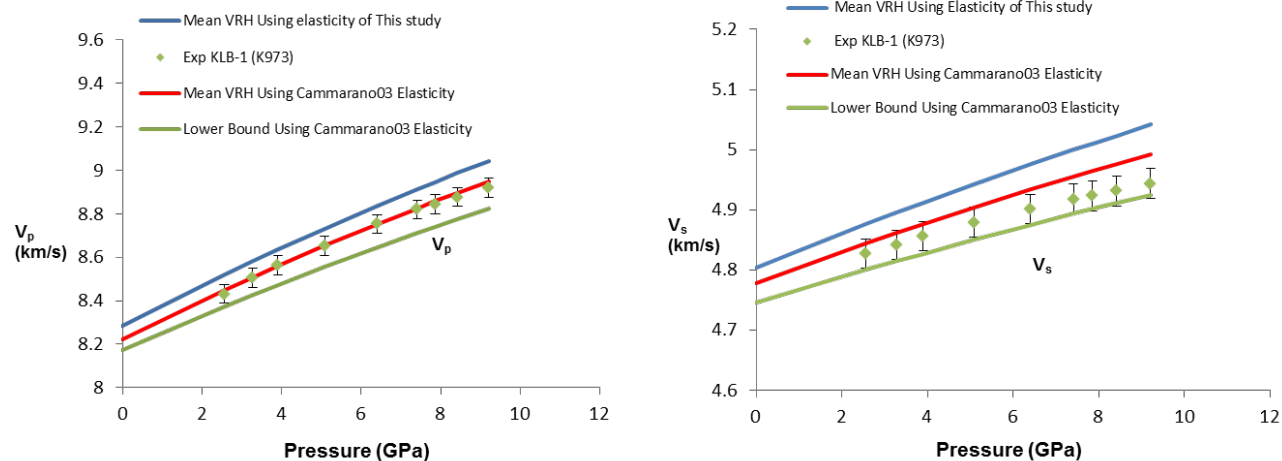 Mean VRH Using elasticity of This study
Exp KLB-1 (K973)
Mean VRH Using Cammarano03 Elasticity
Lower Bound Using Cammarano03 Elasticity
9.6
9.4
9.2
9
8.8
8.6
8.4
8.2
8
Vp
(km/s)
Vp
0 2 4 6 8 10 12
Pressure (GPa)
Mean VRH Using Elasticity of This study
Exp KLB-1 (K973)
Mean VRH Using Cammarano03 Elasticity
Lower Bound Using Cammarano03 Elasticity
5.2
5.1
5
4.9
4.8
4.7
4.6
Vs
(km/s)
Vs
0 2 4 6 8 10 12
Pressure (GPa)